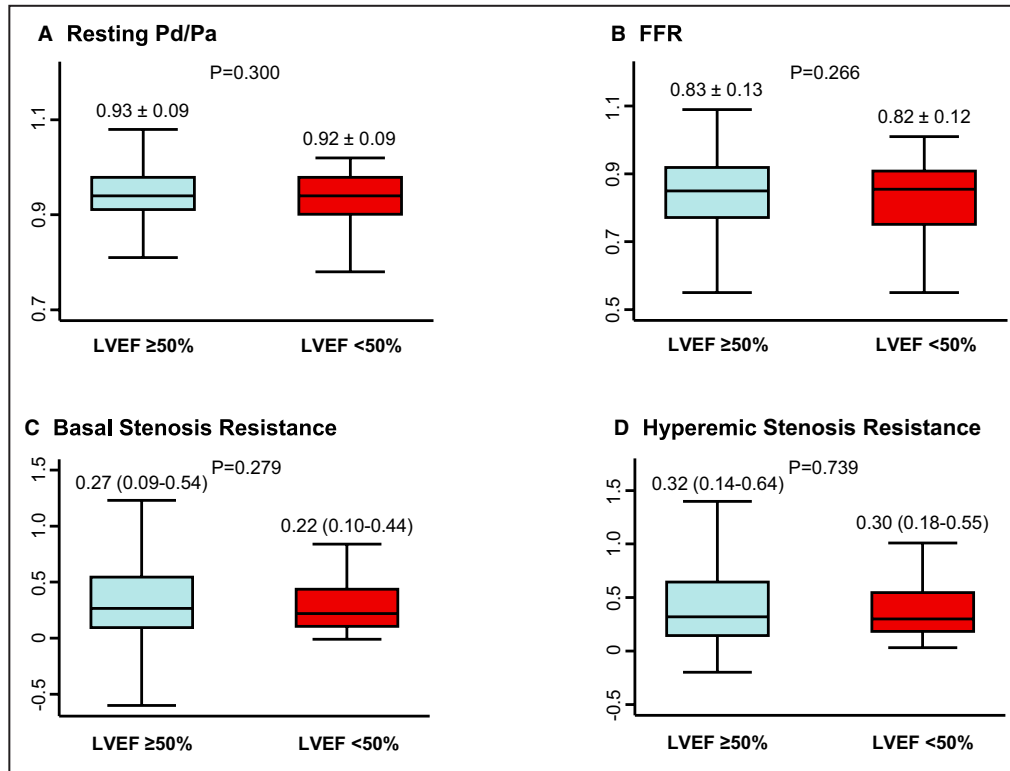 A Resting Pd/Pa
P=0.300
0.93 ± 0.09
0.92 ± 0.09
1.1
0.9
0.7
LVEF ≥50%
LVEF <50%
B FFR
P=0.266
0.83 ± 0.13
0.82 ± 0.12
1.1
0.9
0.7
0.5
LVEF ≥50%
LVEF <50%
C Basal Stenosis Resistance
P=0.279
0.27 (0.09-0.54)
0.22 (0.10-0.44)
1.5
1.0
0.5
0
-0.5
LVEF ≥50%
LVEF <50%
D Hyperemic Stenosis Resistance
P=0.739
0.32 (0.14-0.64)
0.30 (0.18-0.55)
1.5
1.0
0.5
0
-0.5
LVEF ≥50%
LVEF <50%